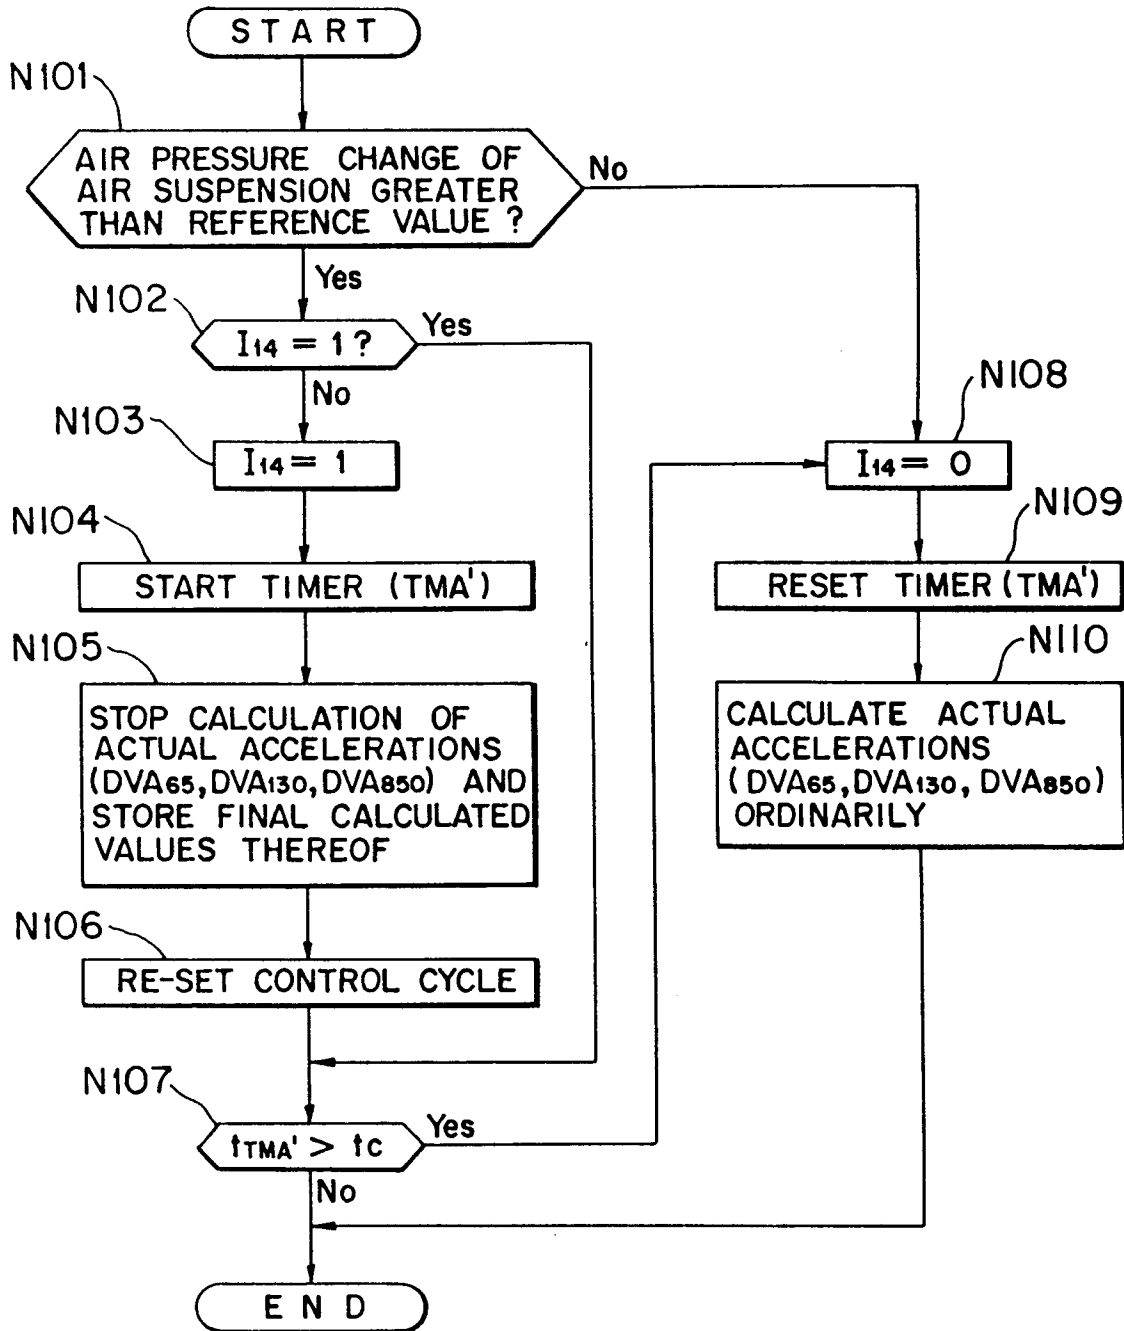 START
N101
AIR PRESSURE CHANGE OF
AIR SUSPENSION GREATER
THAN REFERENCE VALUE ?
No
Yes
N102
I14 = 1 ?
Yes
No
N103
I14 = 1
N104
START TIMER (TMA')
N105
STOP CALCULATION OF
ACTUAL ACCELERATIONS
(DVA65, DVA130, DVA850) AND
STORE FINAL CALCULATED
VALUES THEREOF
N106
RE-SET CONTROL CYCLE
N107
tTMA' > tc
Yes
No
N108
I14 = 0
N109
RESET TIMER (TMA')
N110
CALCULATE ACTUAL
ACCELERATIONS
(DVA65, DVA130, DVA850)
ORDINARILY
END